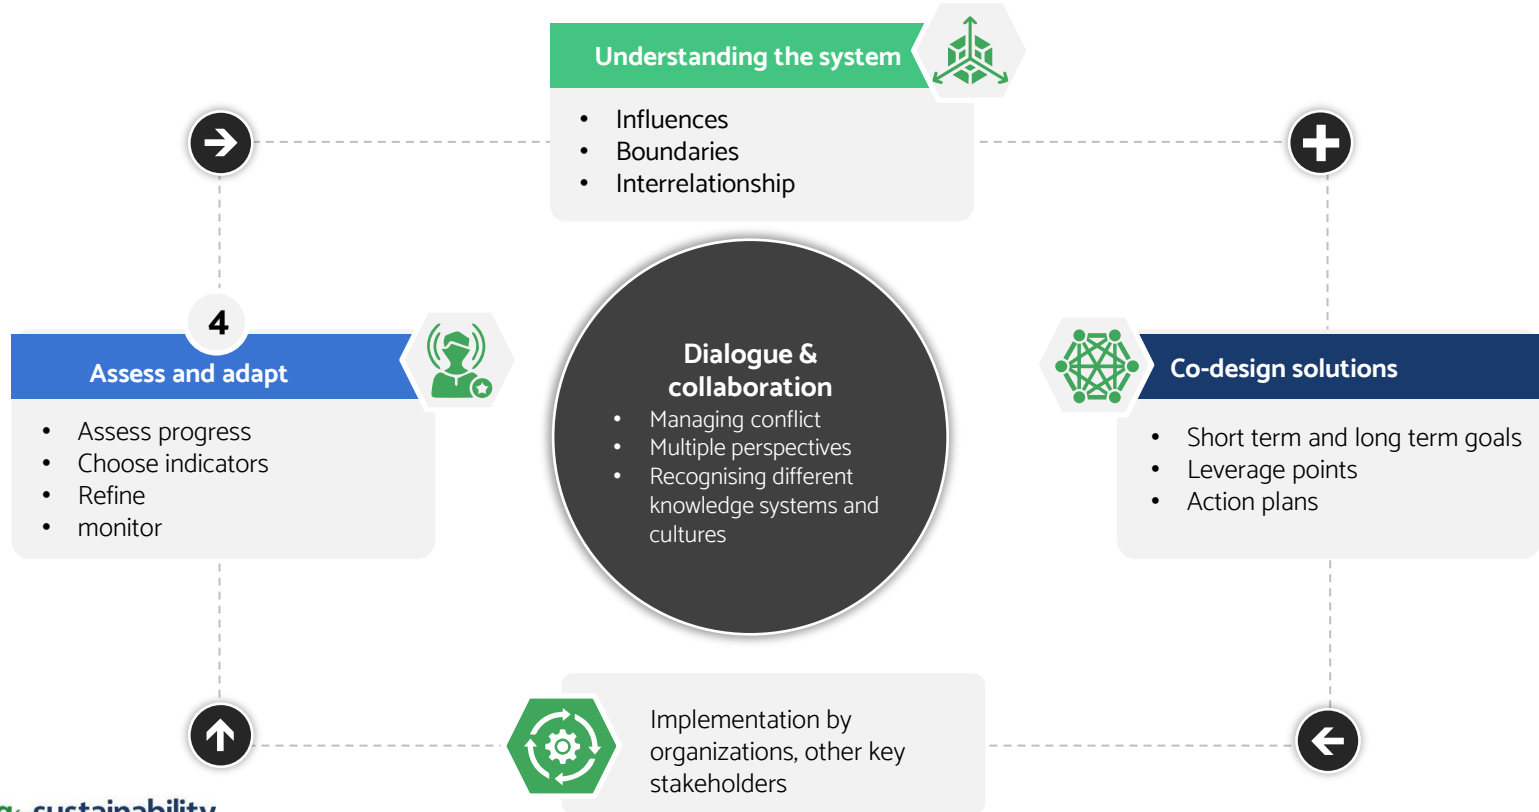 Understanding the system
• Influences
• Boundaries
• Interrelationship
4
Assess and adapt
• Assess progress
• Choose indicators
• Refine
• monitor
Dialogue &
collaboration
• Managing conflict
• Multiple perspectives
• Recognising different
knowledge systems and
cultures
Co-design solutions
• Short term and long term goals
• Leverage points
• Action plans
Implementation by
organizations, other key
stakeholders
sustainability